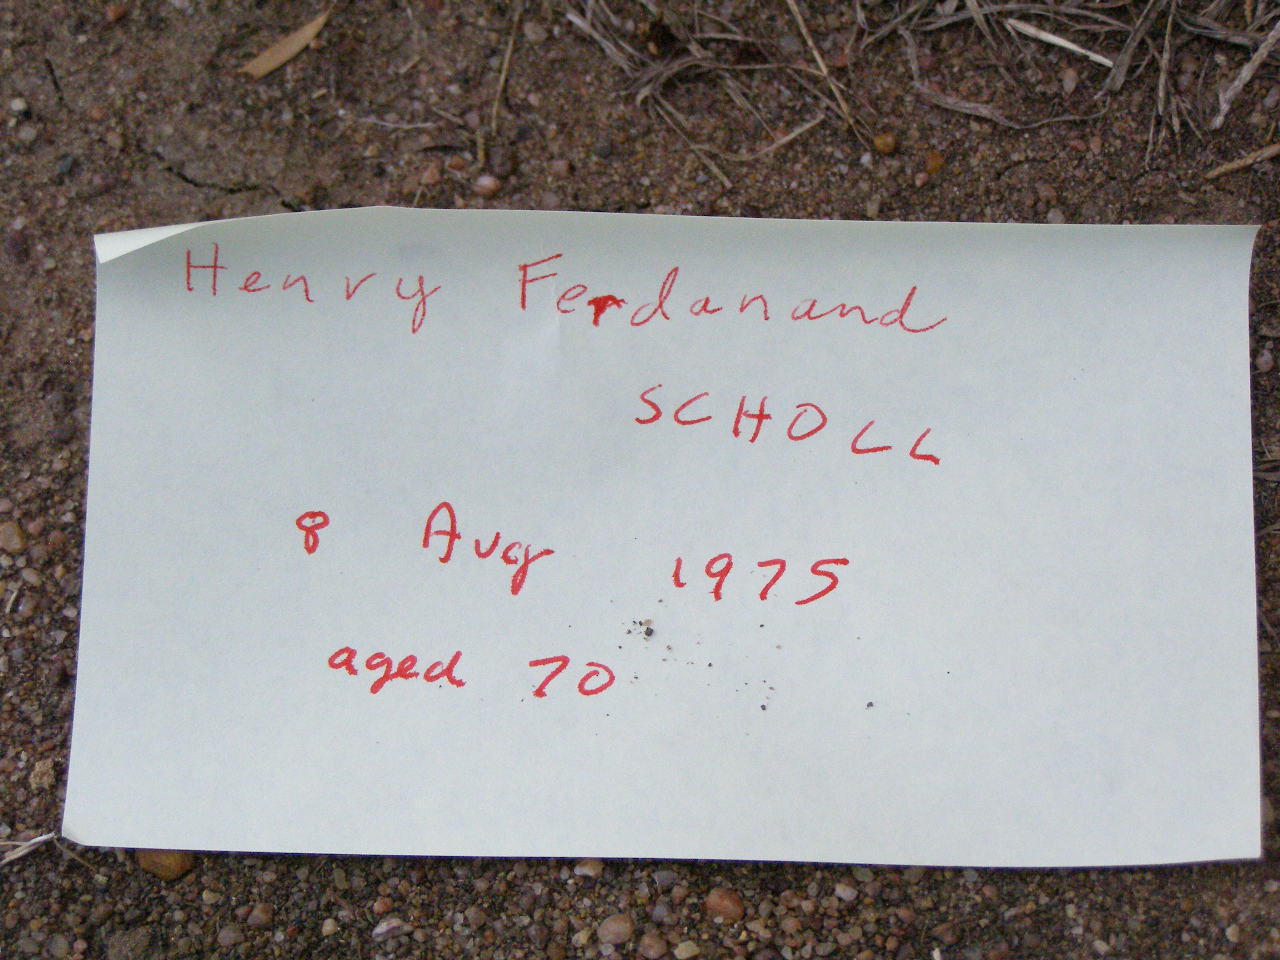 Henry Ferdanand
SCHOLL
8 Aug 1975
aged 70